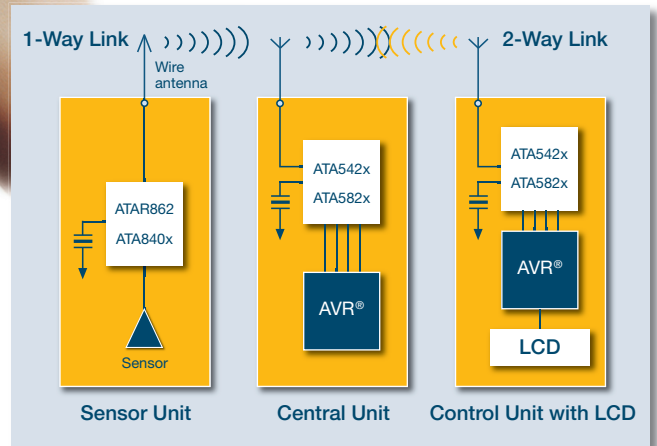 1-Way Link
2-Way Link
Wire
antenna
ATAR862
ATA840x
Sensor
ATA542x
ATA582x
AVR®
ATA542x
ATA582x
AVR®
LCD
Sensor Unit
Central Unit
Control Unit with LCD